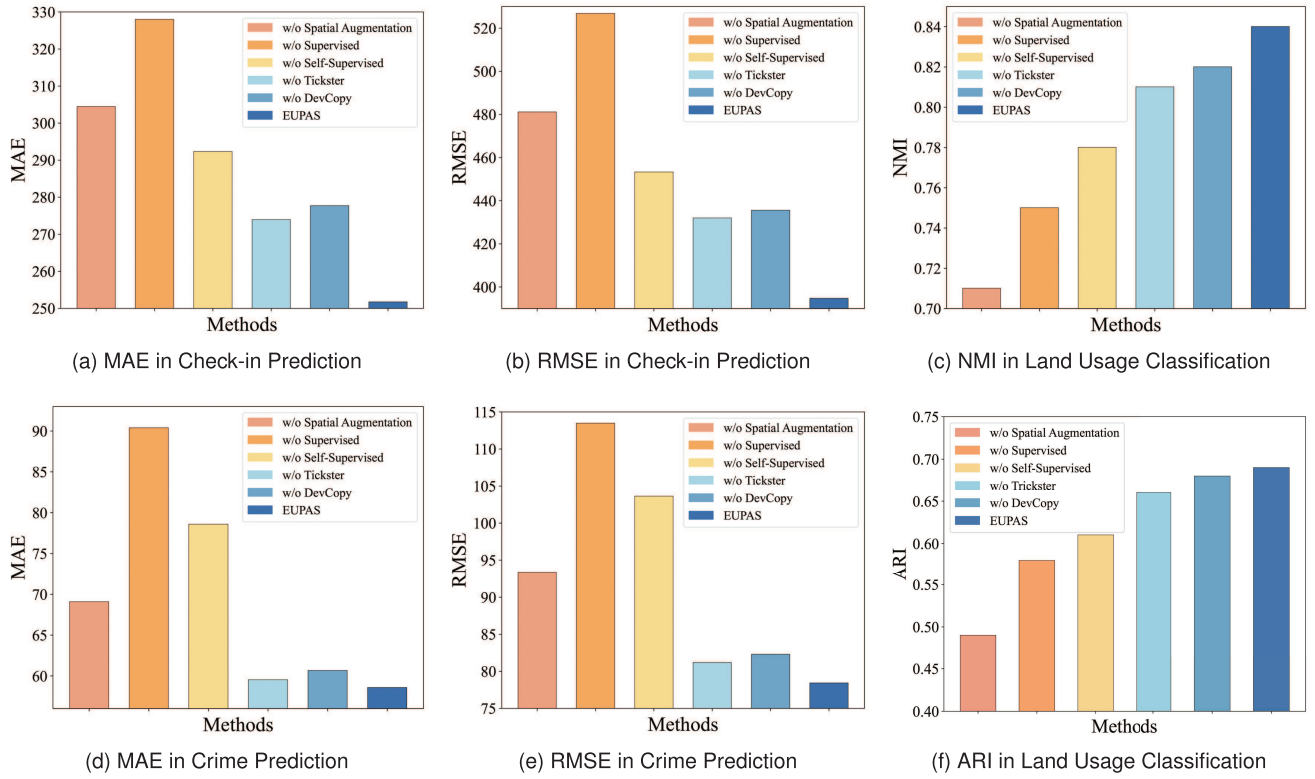 MAE
330
320
310
300
290
280
270
260
250
w/o Spatial Augmentation
w/o Supervised
w/o Self-Supervised
w/o Tickster
w/o DevCopy
EUPAS
Methods
(a) MAE in Check-in Prediction
RMSE
520
500
480
460
440
420
400
w/o Spatial Augmentation
w/o Supervised
w/o Self-Supervised
w/o Tickster
w/o DevCopy
EUPAS
Methods
(b) RMSE in Check-in Prediction
NMI
0.84
0.82
0.80
0.78
0.76
0.74
0.72
0.70
w/o Spatial Augmentation
w/o Supervised
w/o Self-Supervised
w/o Tickster
w/o DevCopy
EUPAS
Methods
(c) NMI in Land Usage Classification
MAE
90
85
80
75
70
65
60
w/o Spatial Augmentation
w/o Supervised
w/o Self-Supervised
w/o Tickster
w/o DevCopy
EUPAS
Methods
(d) MAE in Crime Prediction
RMSE
115
110
105
100
95
90
85
80
75
w/o Spatial Augmentation
w/o Supervised
w/o Self-Supervised
w/o Tickster
w/o DevCopy
EUPAS
Methods
(e) RMSE in Crime Prediction
ARI
0.75
0.70
0.65
0.60
0.55
0.50
0.45
0.40
w/o Spatial Augmentation
w/o Supervised
w/o Self-Supervised
w/o Trickster
w/o DevCopy
EUPAS
Methods
(f) ARI in Land Usage Classification